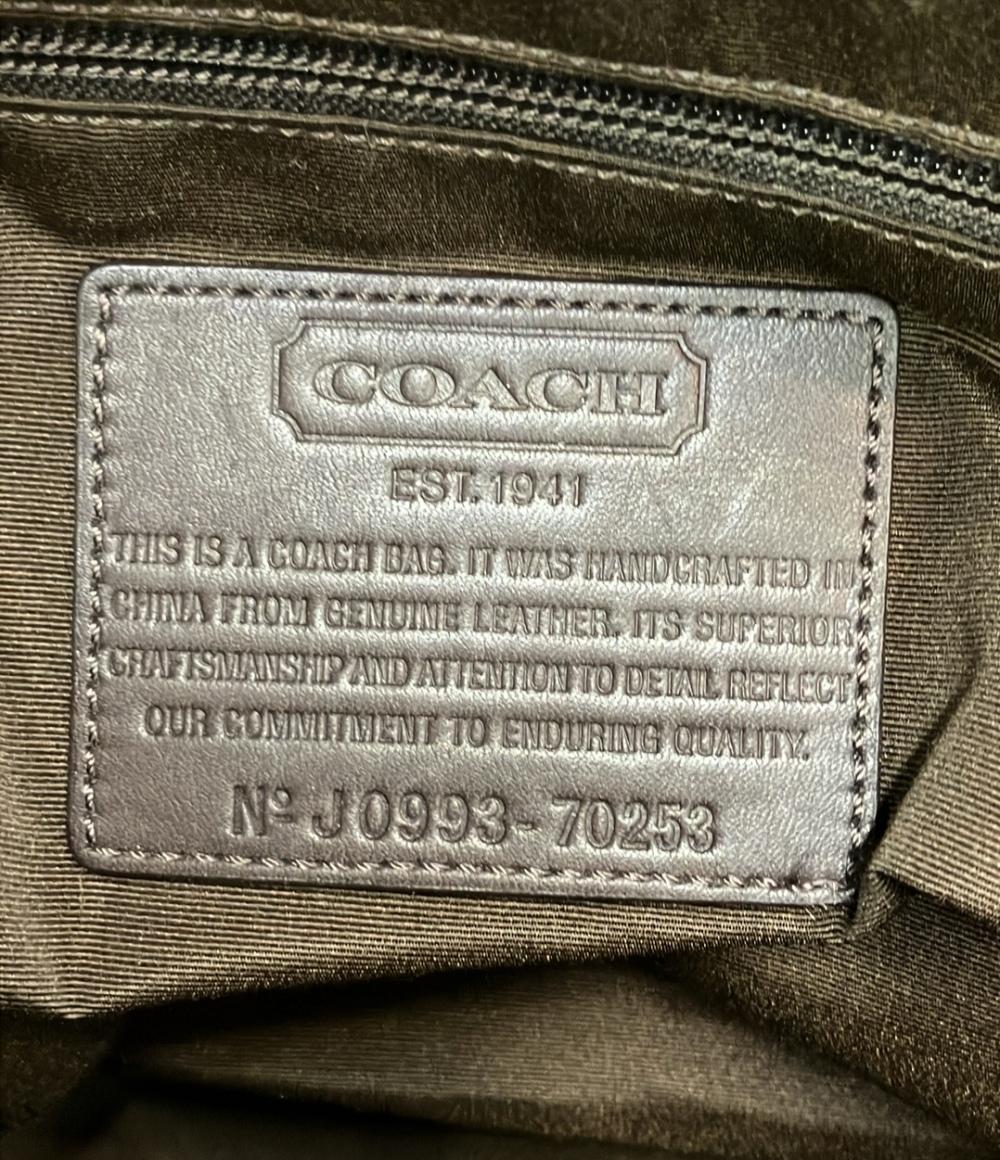 COACH
EST. 1941
THIS IS A COACH BAG. IT WAS HANDCRAFTED IN
CHINA FROM GENUINE LEATHER. ITS SUPERIOR
CRAFTSMANSHIP AND ATTENTION TO DETAIL REFLECT
OUR COMMITMENT TO ENDURING QUALITY.
Nº J0993-70253